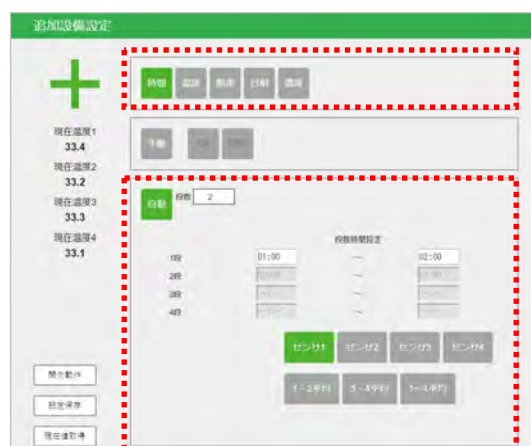 追加設備設定
時間 温度 飽差 日射 濃度
現在温度1
33.4
現在温度2
33.2
現在温度3
33.3
現在温度4
33.1
手動
自動 段数 2
段数時間設定
1段 01:00 ～ 02:00
2段 ～
3段 ～
4段 ～
センサ1 センサ2 センサ3 センサ4
1～2平均 3～4平均 1～4平均
間欠動作
設定保存
現在値取得